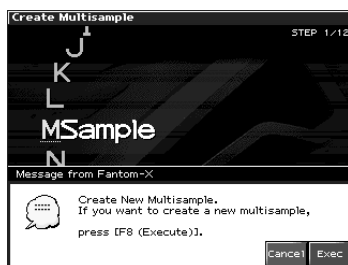 Create Multisample
STEP 1/12
J
K
L
MSample
N
Message from Fantom-X
Create New Multisample.
If you want to create a new multisample,
press [F8 (Execute)].
Cancel Exec